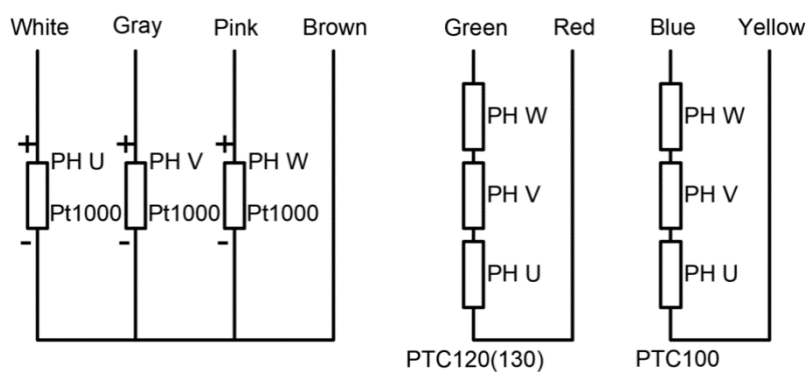 White Gray Pink Brown Green Red Blue Yellow
+ PH U + PH V + PH W
Pt1000 Pt1000 Pt1000
- - -
PH W
PH V
PH U
PTC120(130)
PH W
PH V
PH U
PTC100